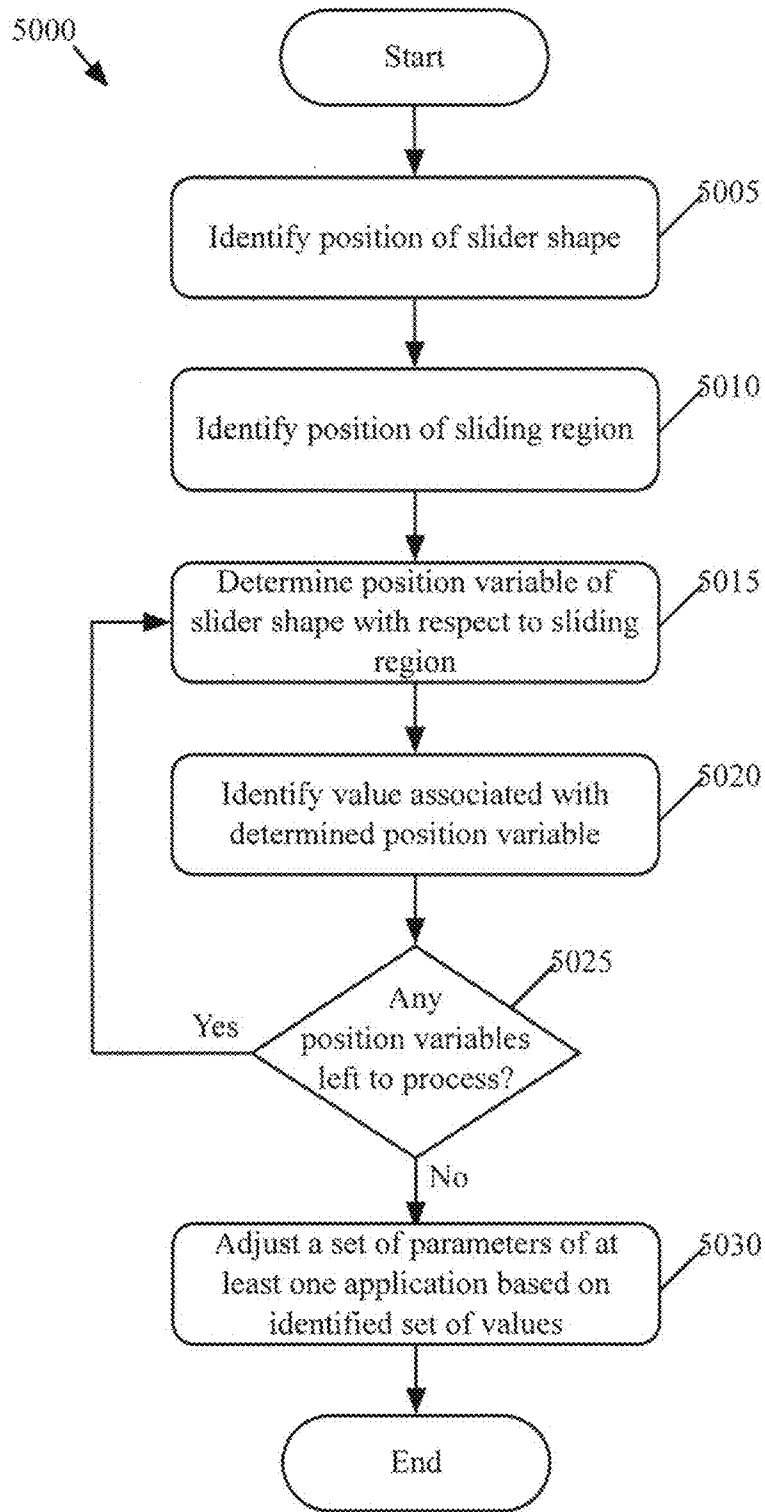 5000
Start
5005
Identify position of slider shape
5010
Identify position of sliding region
5015
Determine position variable of
slider shape with respect to sliding
region
5020
Identify value associated with
determined position variable
5025
Any
position variables
left to process?
Yes
No
5030
Adjust a set of parameters of at
least one application based on
identified set of values
End